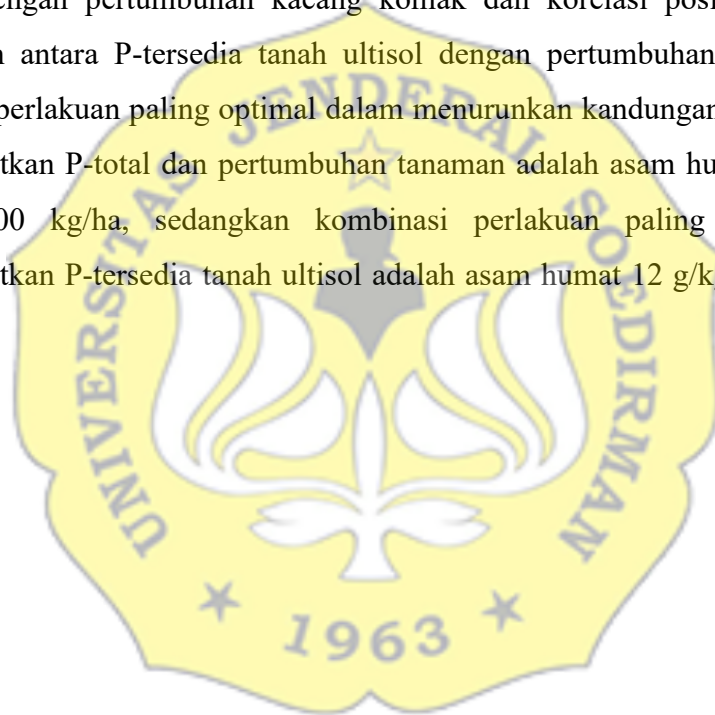 dengan pertumbuhan kacang komak dan korelasi
antara P-tersedia tanah ultisol dengan pertumbuhan
perlakuan paling optimal dalam menurunkan kandungan
tkan P-total dan pertumbuhan tanaman adalah asam hu
00 kg/ha, sedangkan kombinasi perlakuan paling
tkan P-tersedia tanah ultisol adalah asam humat 12 g/k
UNIVERSITAS JENDERAL SOEDIRMAN
1963